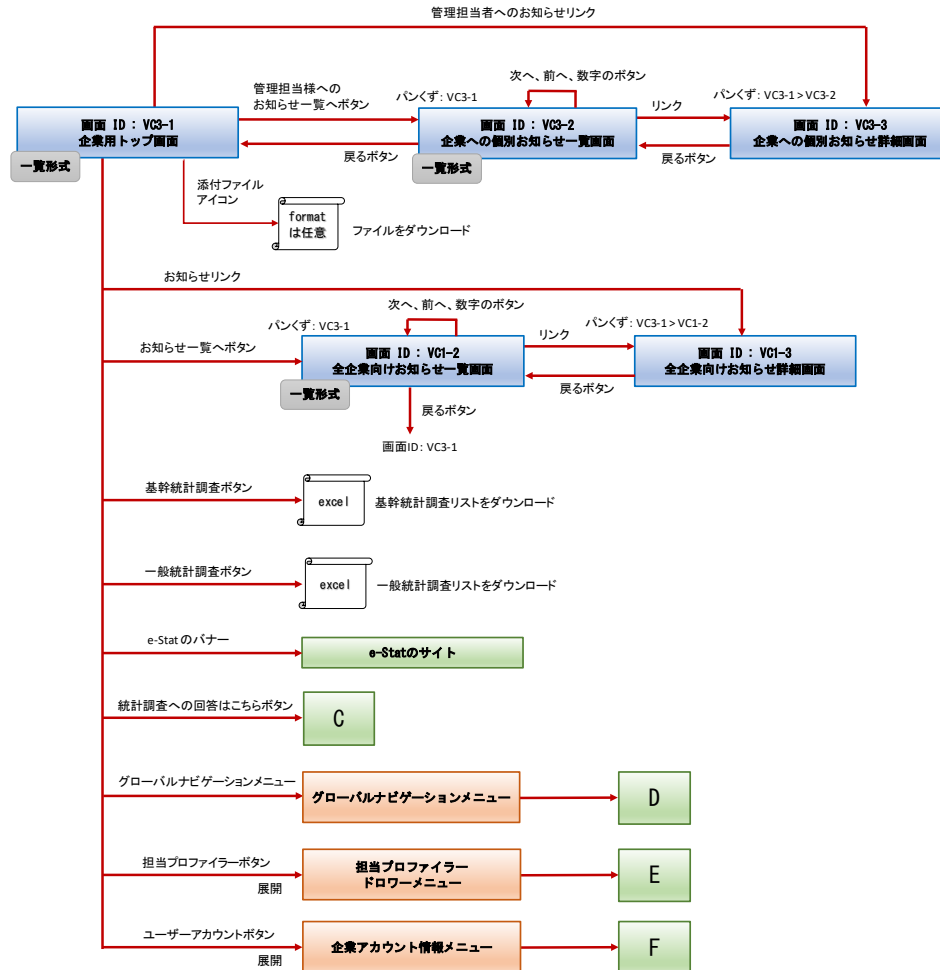 管理担当者へのお知らせリンク
管理担当様への
お知らせ一覧へボタン
パンくず: VC3-1
次へ、前へ、数字のボタン
リンク
パンくず: VC3-1 > VC3-2
画面 ID : VC3-1
企業用トップ画面
画面 ID : VC3-2
企業への個別お知らせ一覧画面
画面 ID : VC3-3
企業への個別お知らせ詳細画面
一覧形式
戻るボタン
一覧形式
戻るボタン
添付ファイル
アイコン
format
は任意
ファイルをダウンロード
お知らせリンク
次へ、前へ、数字のボタン
パンくず: VC3-1
リンク
パンくず: VC3-1 > VC1-2
お知らせ一覧へボタン
画面 ID : VC1-2
全企業向けお知らせ一覧画面
画面 ID : VC1-3
全企業向けお知らせ詳細画面
一覧形式
戻るボタン
戻るボタン
画面ID: VC3-1
基幹統計調査ボタン
excel
基幹統計調査リストをダウンロード
一般統計調査ボタン
excel
一般統計調査リストをダウンロード
e-Stat のバナー
e-Statのサイト
統計調査への回答はこちらボタン
C
グローバルナビゲーションメニュー
グローバルナビゲーションメニュー
D
担当プロファイラーボタン
展開
担当プロファイラー
ドロワーメニュー
E
ユーザーアカウントボタン
展開
企業アカウント情報メニュー
F